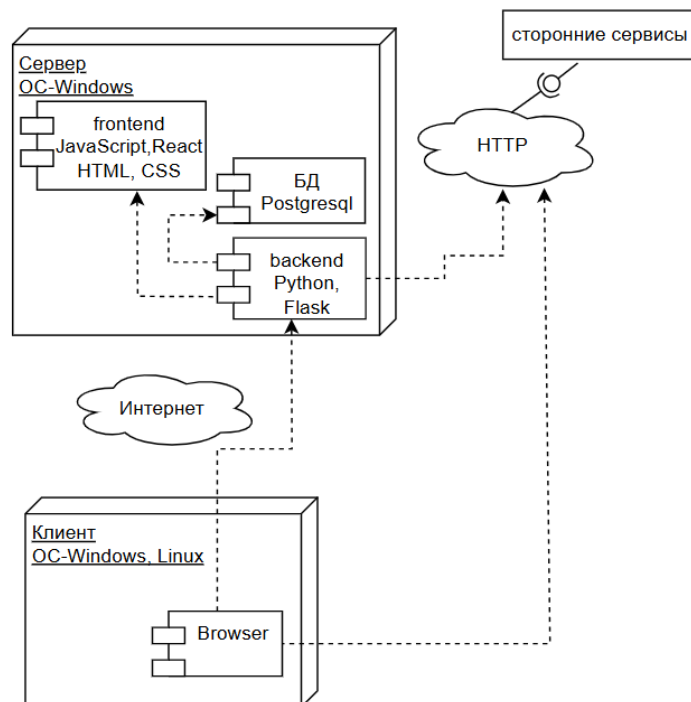 сторонние сервисы
Сервер
ОС-Windows
frontend
JavaScript,React
HTML, CSS
HTTP
БД
Postgresql
backend
Python,
Flask
Интернет
Клиент
ОС-Windows, Linux
Browser